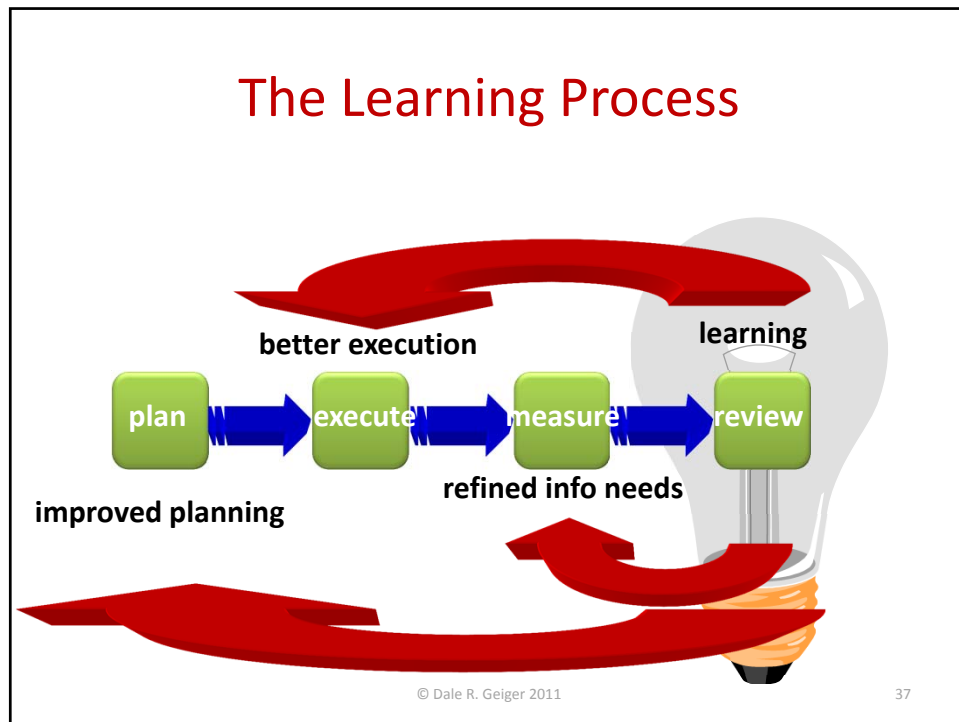 The Learning Process
better execution
learning
plan
execute
measure
review
refined info needs
improved planning
© Dale R. Geiger 2011
37